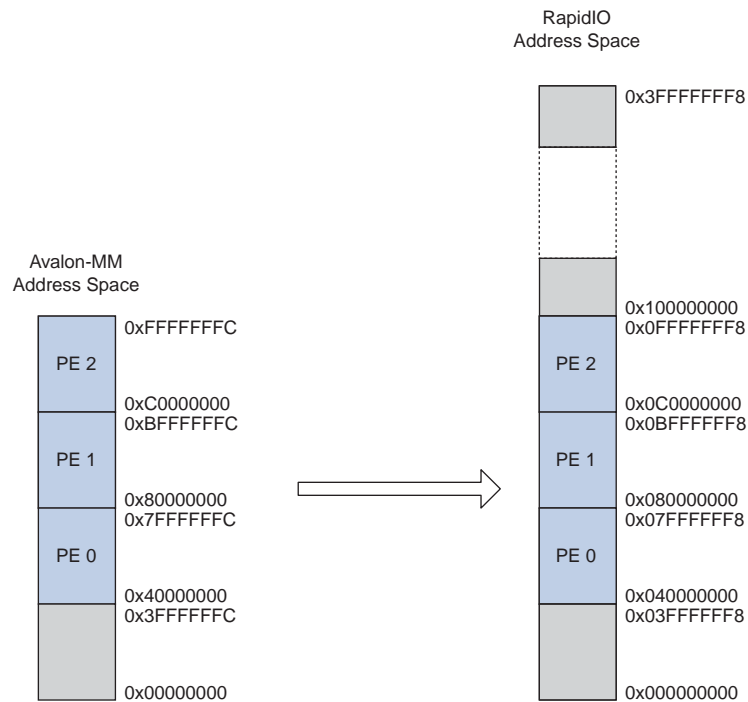 RapidIO
Address Space
0x3FFFFFFF8
Avalon-MM
Address Space
0x100000000
0xFFFFFFFC
0x0FFFFFFF8
PE 2
PE 2
0xC0000000
0x0C0000000
0xBFFFFFFC
0x0BFFFFFF8
PE 1
PE 1
0x80000000
0x080000000
0x7FFFFFFC
0x07FFFFFF8
PE 0
PE 0
0x40000000
0x040000000
0x3FFFFFFC
0x03FFFFFF8
0x00000000
0x000000000